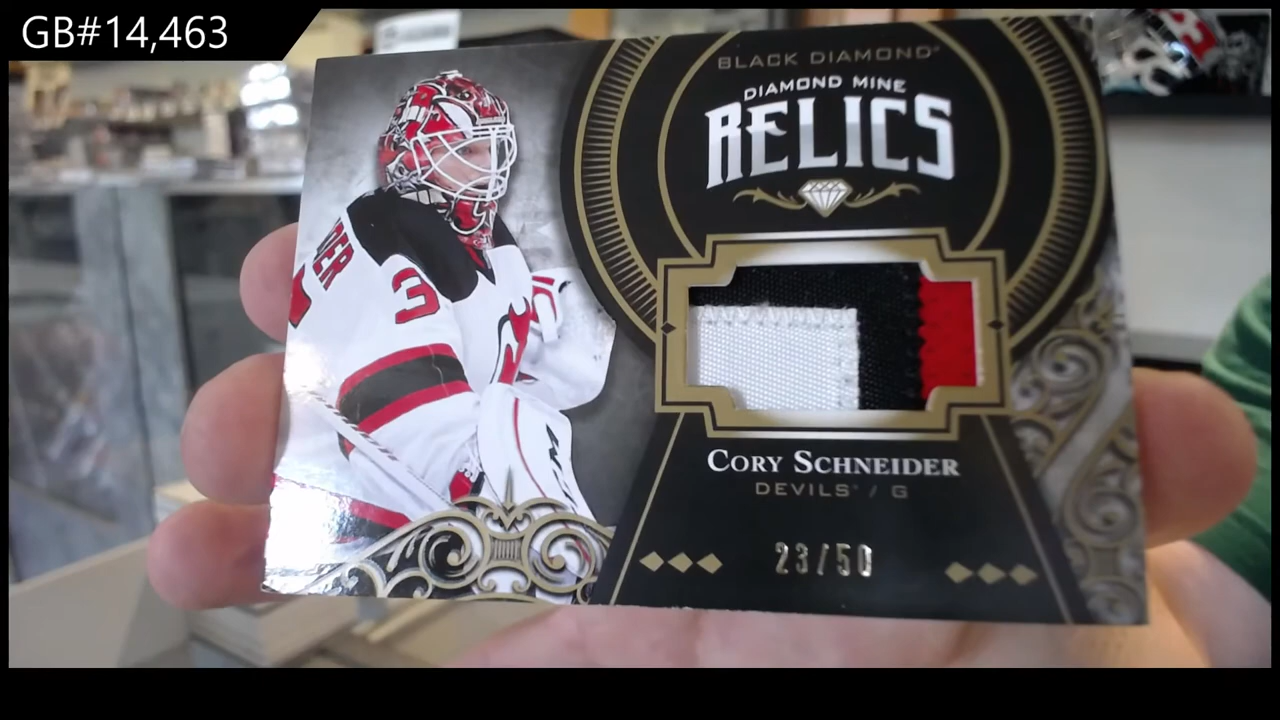 GB#14,463
BLACK DIAMOND
DIAMOND MINE
RELICS
3
CORY SCHNEIDER
DEVILS / G
23/50